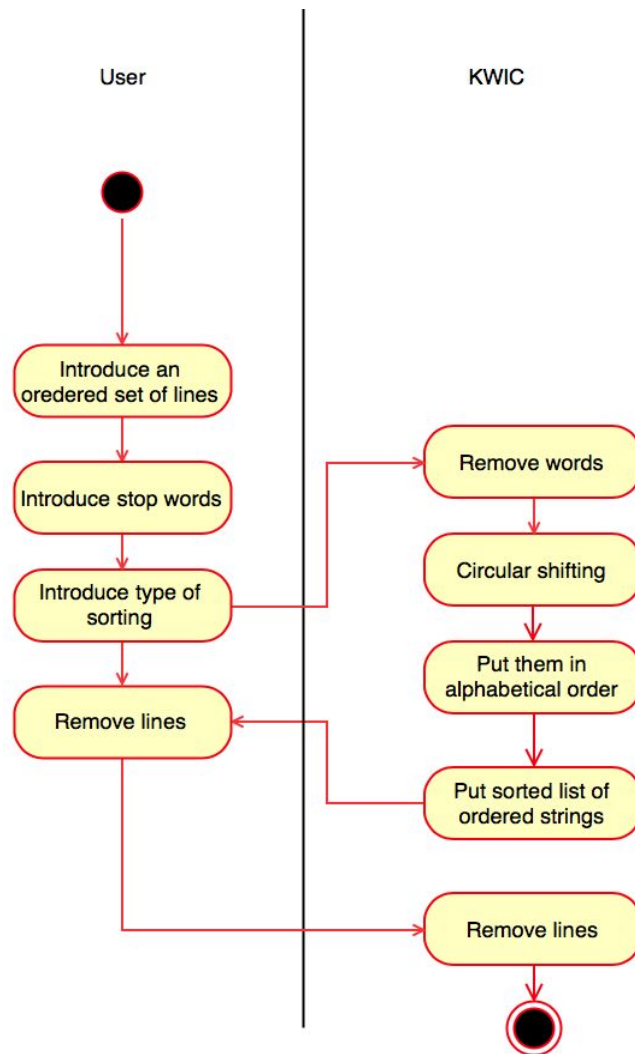 User
KWIC
Introduce an
oredered set of lines
Introduce stop words
Introduce type of
sorting
Remove lines
Remove words
Circular shifting
Put them in
alphabetical order
Put sorted list of
ordered strings
Remove lines